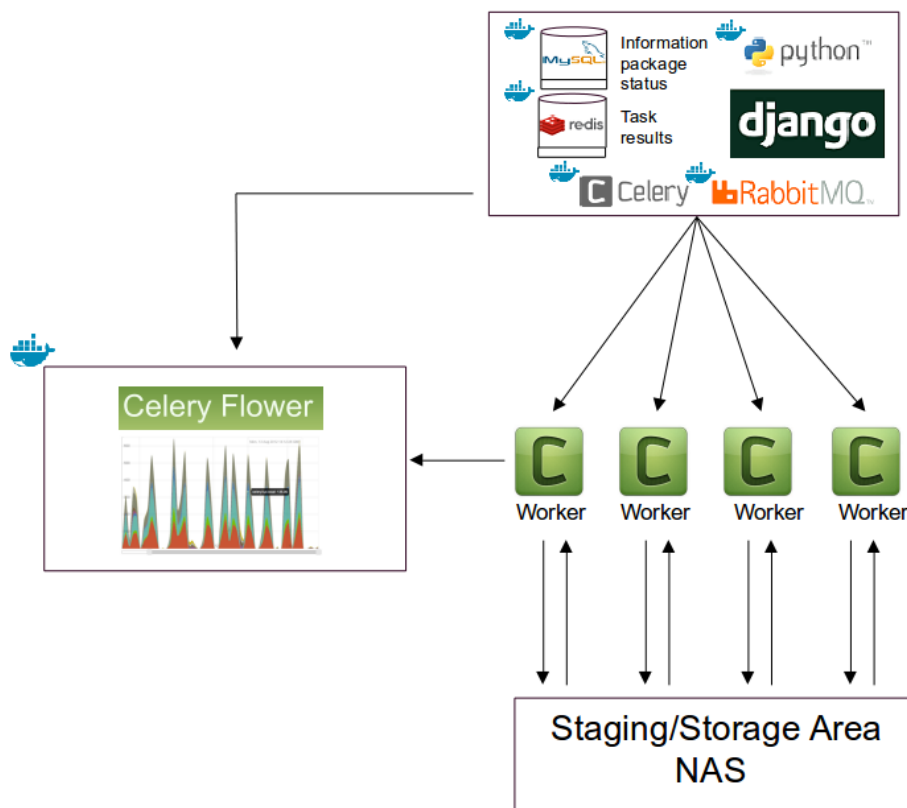 MySQL
Information
package
status
python™
redis
Task
results
django
C Celery
RabbitMQ
Celery Flower
C
C
C
C
Worker
Worker
Worker
Worker
Staging/Storage Area
NAS